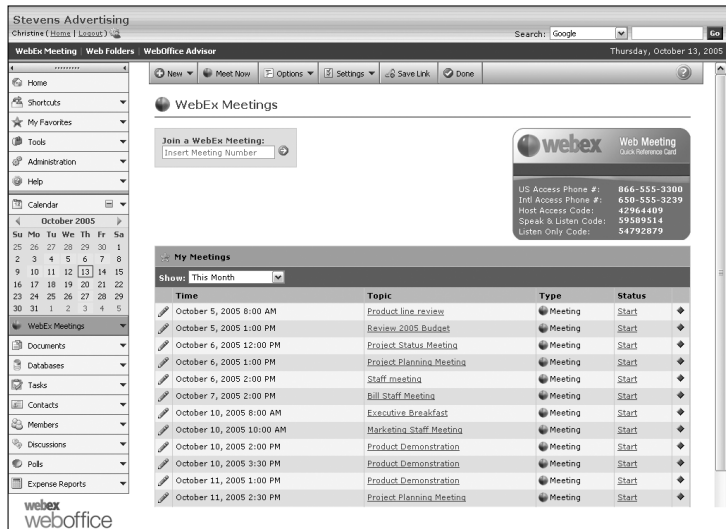 Stevens Advertising
Christine ( Home | Logout )
Search: Google Go
WebEx Meeting | Web Folders | WebOffice Advisor
Thursday, October 13, 2005
Home
Shortcuts
My Favorites
Tools
Administration
Help
Calendar
October 2005
Su Mo Tu We Th Fr Sa
25 26 27 28 29 30 1
2 3 4 5 6 7 8
9 10 11 12 13 14 15
16 17 18 19 20 21 22
23 24 25 26 27 28 29
30 31 1 2 3 4 5
WebEx Meetings
Documents
Databases
Tasks
Contacts
Members
Discussions
Polls
Expense Reports
webex
weboffice
New Meet Now Options Settings Save Link Done ?
WebEx Meetings
Join a WebEx Meeting:
Insert Meeting Number
webex Web Meeting
Quick Reference Card
US Access Phone #: 866-555-3300
Intl Access Phone #: 650-555-3239
Host Access Code: 42964409
Speak & Listen Code: 59589514
Listen Only Code: 54792879
My Meetings
Show: This Month
Time Topic Type Status
October 5, 2005 8:00 AM Product line review Meeting Start
October 5, 2005 1:00 PM Review 2005 Budget Meeting Start
October 6, 2005 12:00 PM Project Status Meeting Meeting Start
October 6, 2005 1:00 PM Project Planning Meeting Meeting Start
October 6, 2005 2:00 PM Staff meeting Meeting Start
October 7, 2005 2:00 PM Bill Staff Meeting Meeting Start
October 10, 2005 8:00 AM Executive Breakfast Meeting Start
October 10, 2005 10:00 AM Marketing Staff Meeting Meeting Start
October 10, 2005 2:00 PM Product Demonstration Meeting Start
October 10, 2005 3:30 PM Product Demonstration Meeting Start
October 11, 2005 1:00 PM Product Demonstration Meeting Start
October 11, 2005 2:30 PM Project Planning Meeting Meeting Start